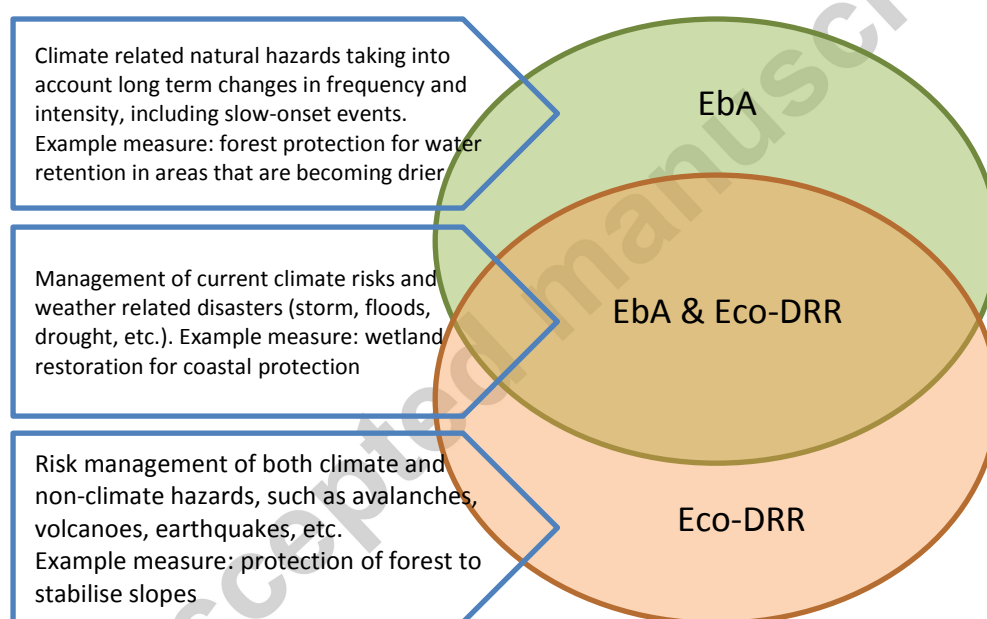 Climate related natural hazards taking into
account long term changes in frequency and
intensity, including slow-onset events.
Example measure: forest protection for water
retention in areas that are becoming drier
EbA
Management of current climate risks and
weather related disasters (storm, floods,
drought, etc.). Example measure: wetland
restoration for coastal protection
EbA & Eco-DRR
Risk management of both climate and
non-climate hazards, such as avalanches,
volcanoes, earthquakes, etc.
Example measure: protection of forest to
stabilise slopes
Eco-DRR
cepted manuscri